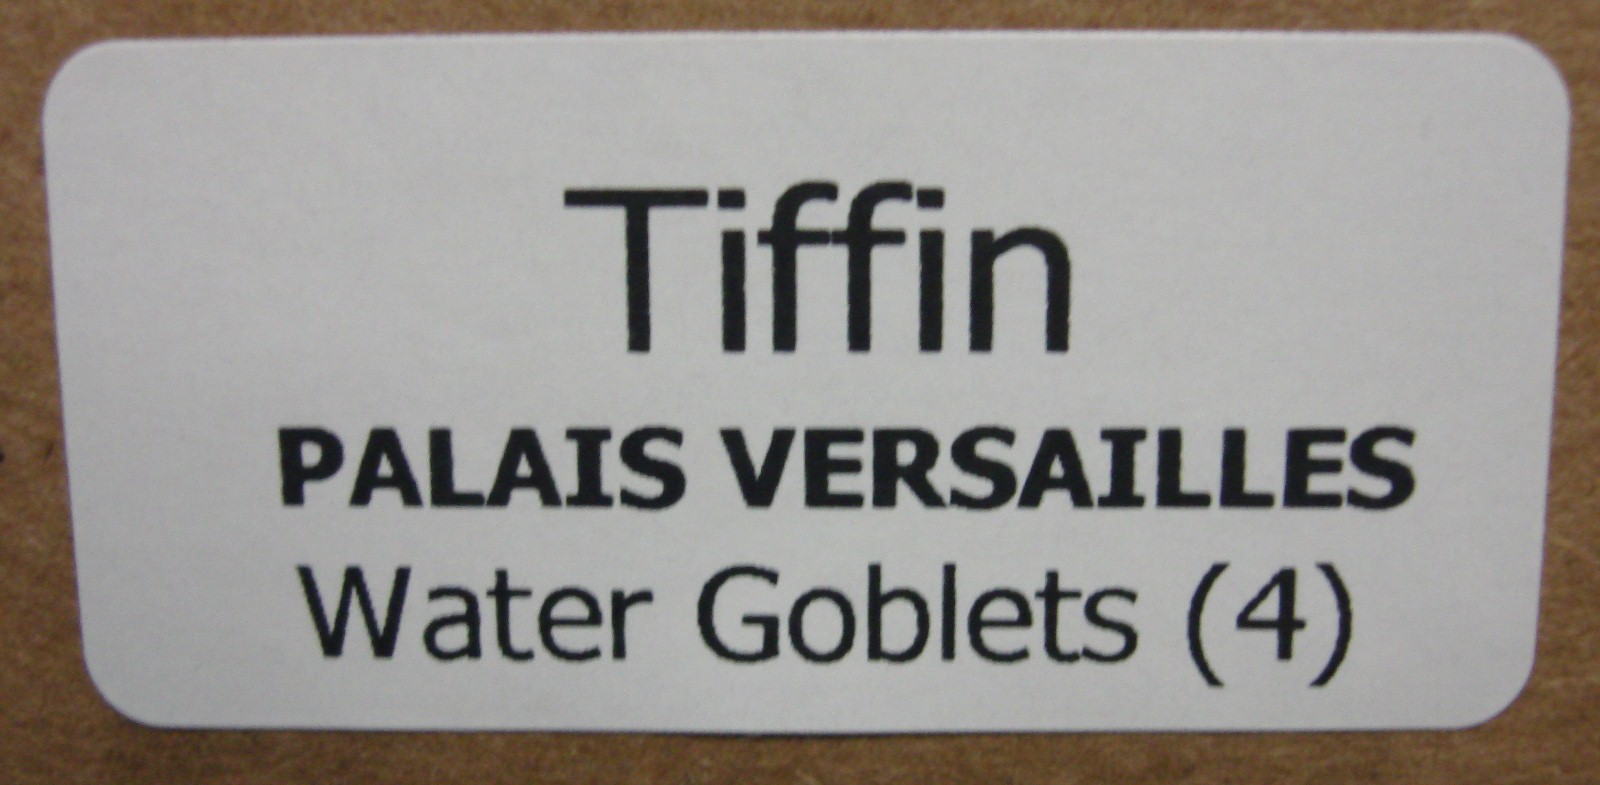 Tiffin
PALAIS VERSAILLES
Water Goblets (4)